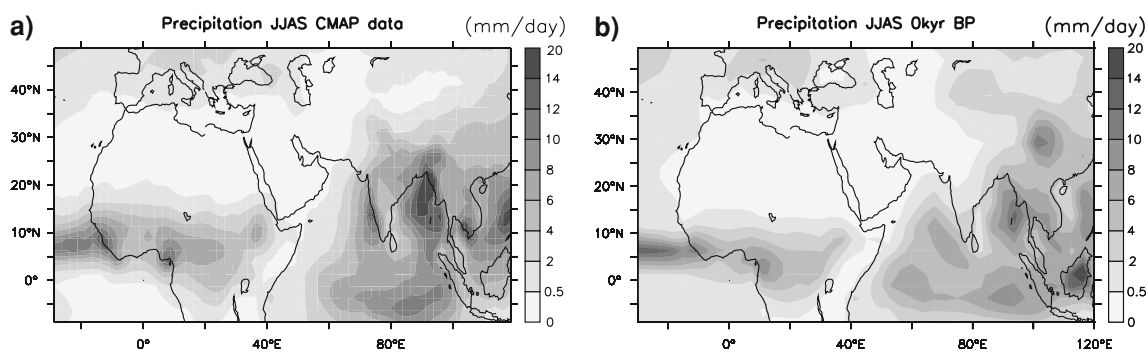 a) Precipitation JJAS CMAP data (mm/day)
20
14
12
10
8
6
4
2
0.5
0
40°N
30°N
20°N
10°N
0°
0° 40°E 80°E
b) Precipitation JJAS 0kyr BP (mm/day)
20
14
12
10
8
6
4
2
0.5
0
40°N
30°N
20°N
10°N
0°
0° 40°E 80°E 120°E